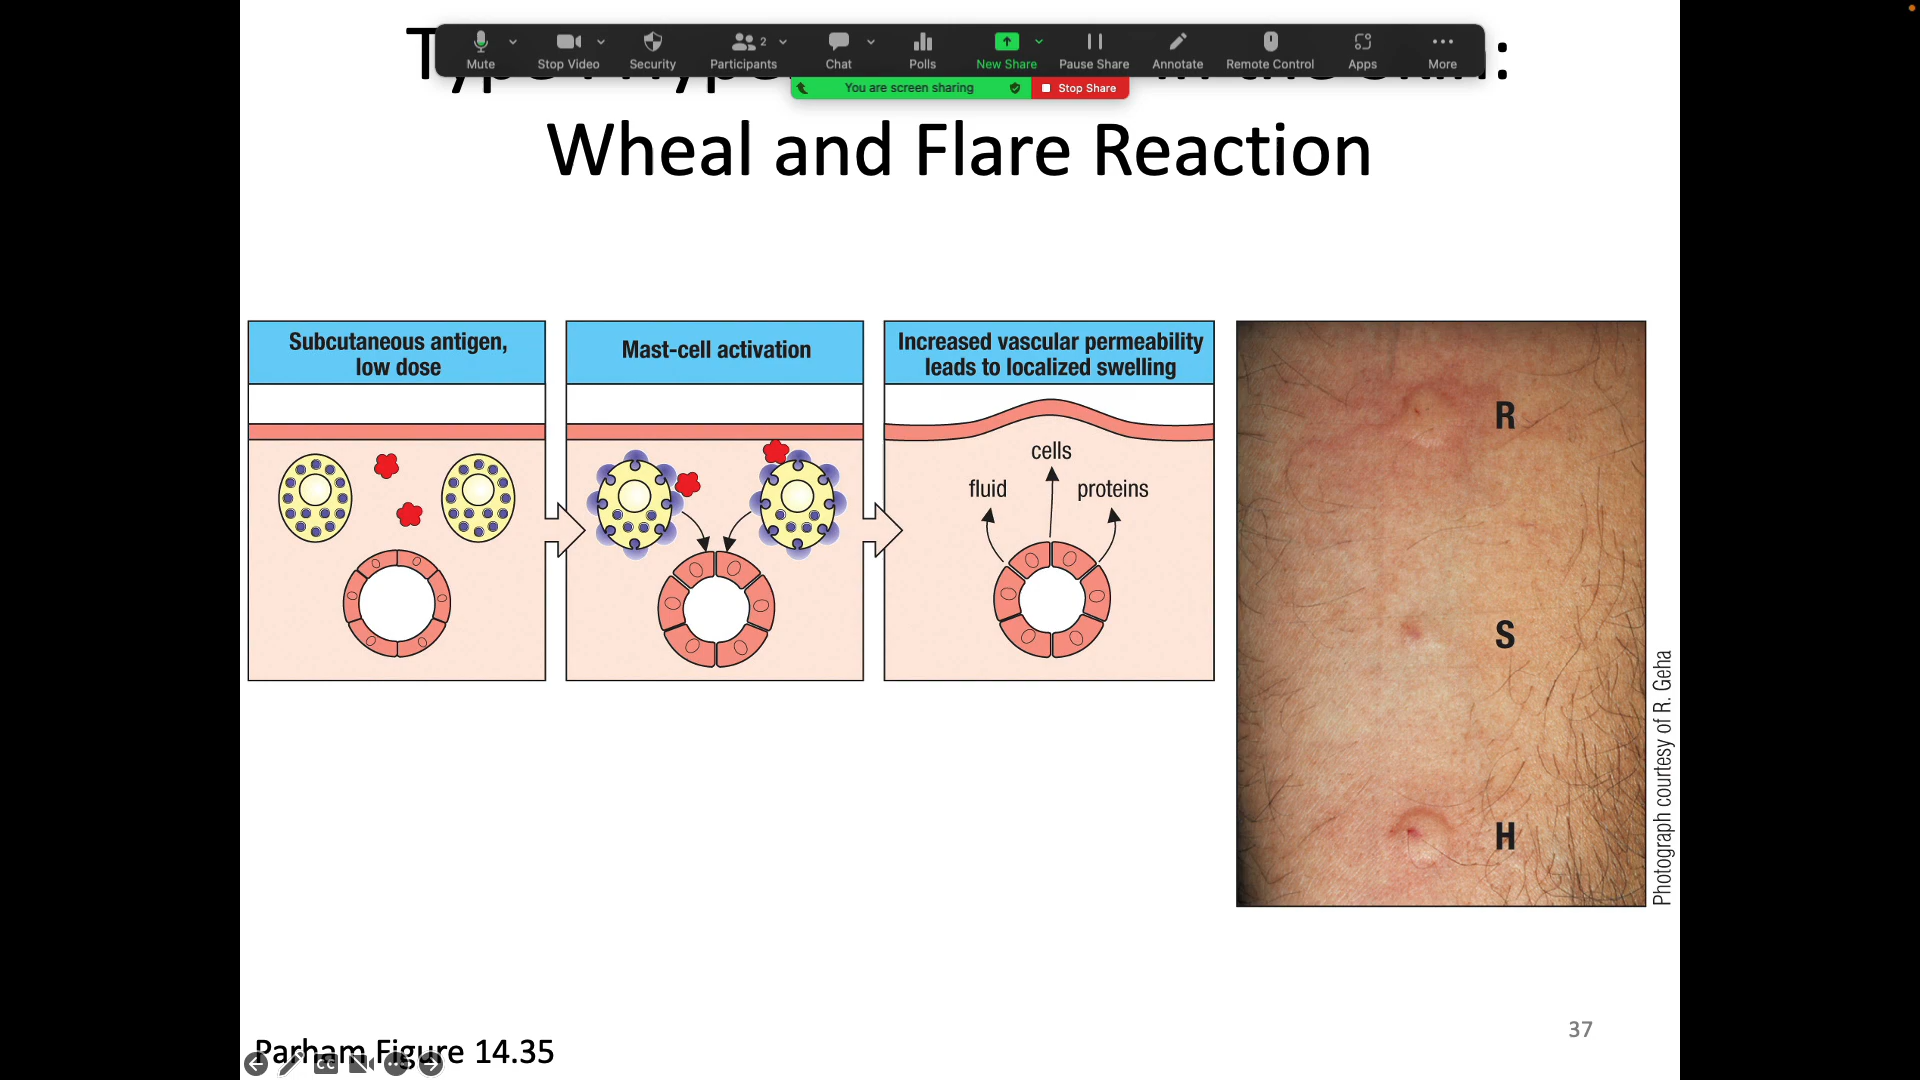 Mute
Stop Video
Security
Participants
2
Chat
Polls
New Share
Pause Share
Annotate
Remote Control
Apps
More
You are screen sharing
Stop Share
:
Wheal and Flare Reaction
Subcutaneous antigen,
low dose
Mast-cell activation
Increased vascular permeability
leads to localized swelling
cells
fluid
proteins
R
S
H
Photograph courtesy of R. Geha
37
Parham Figure 14.35
CC